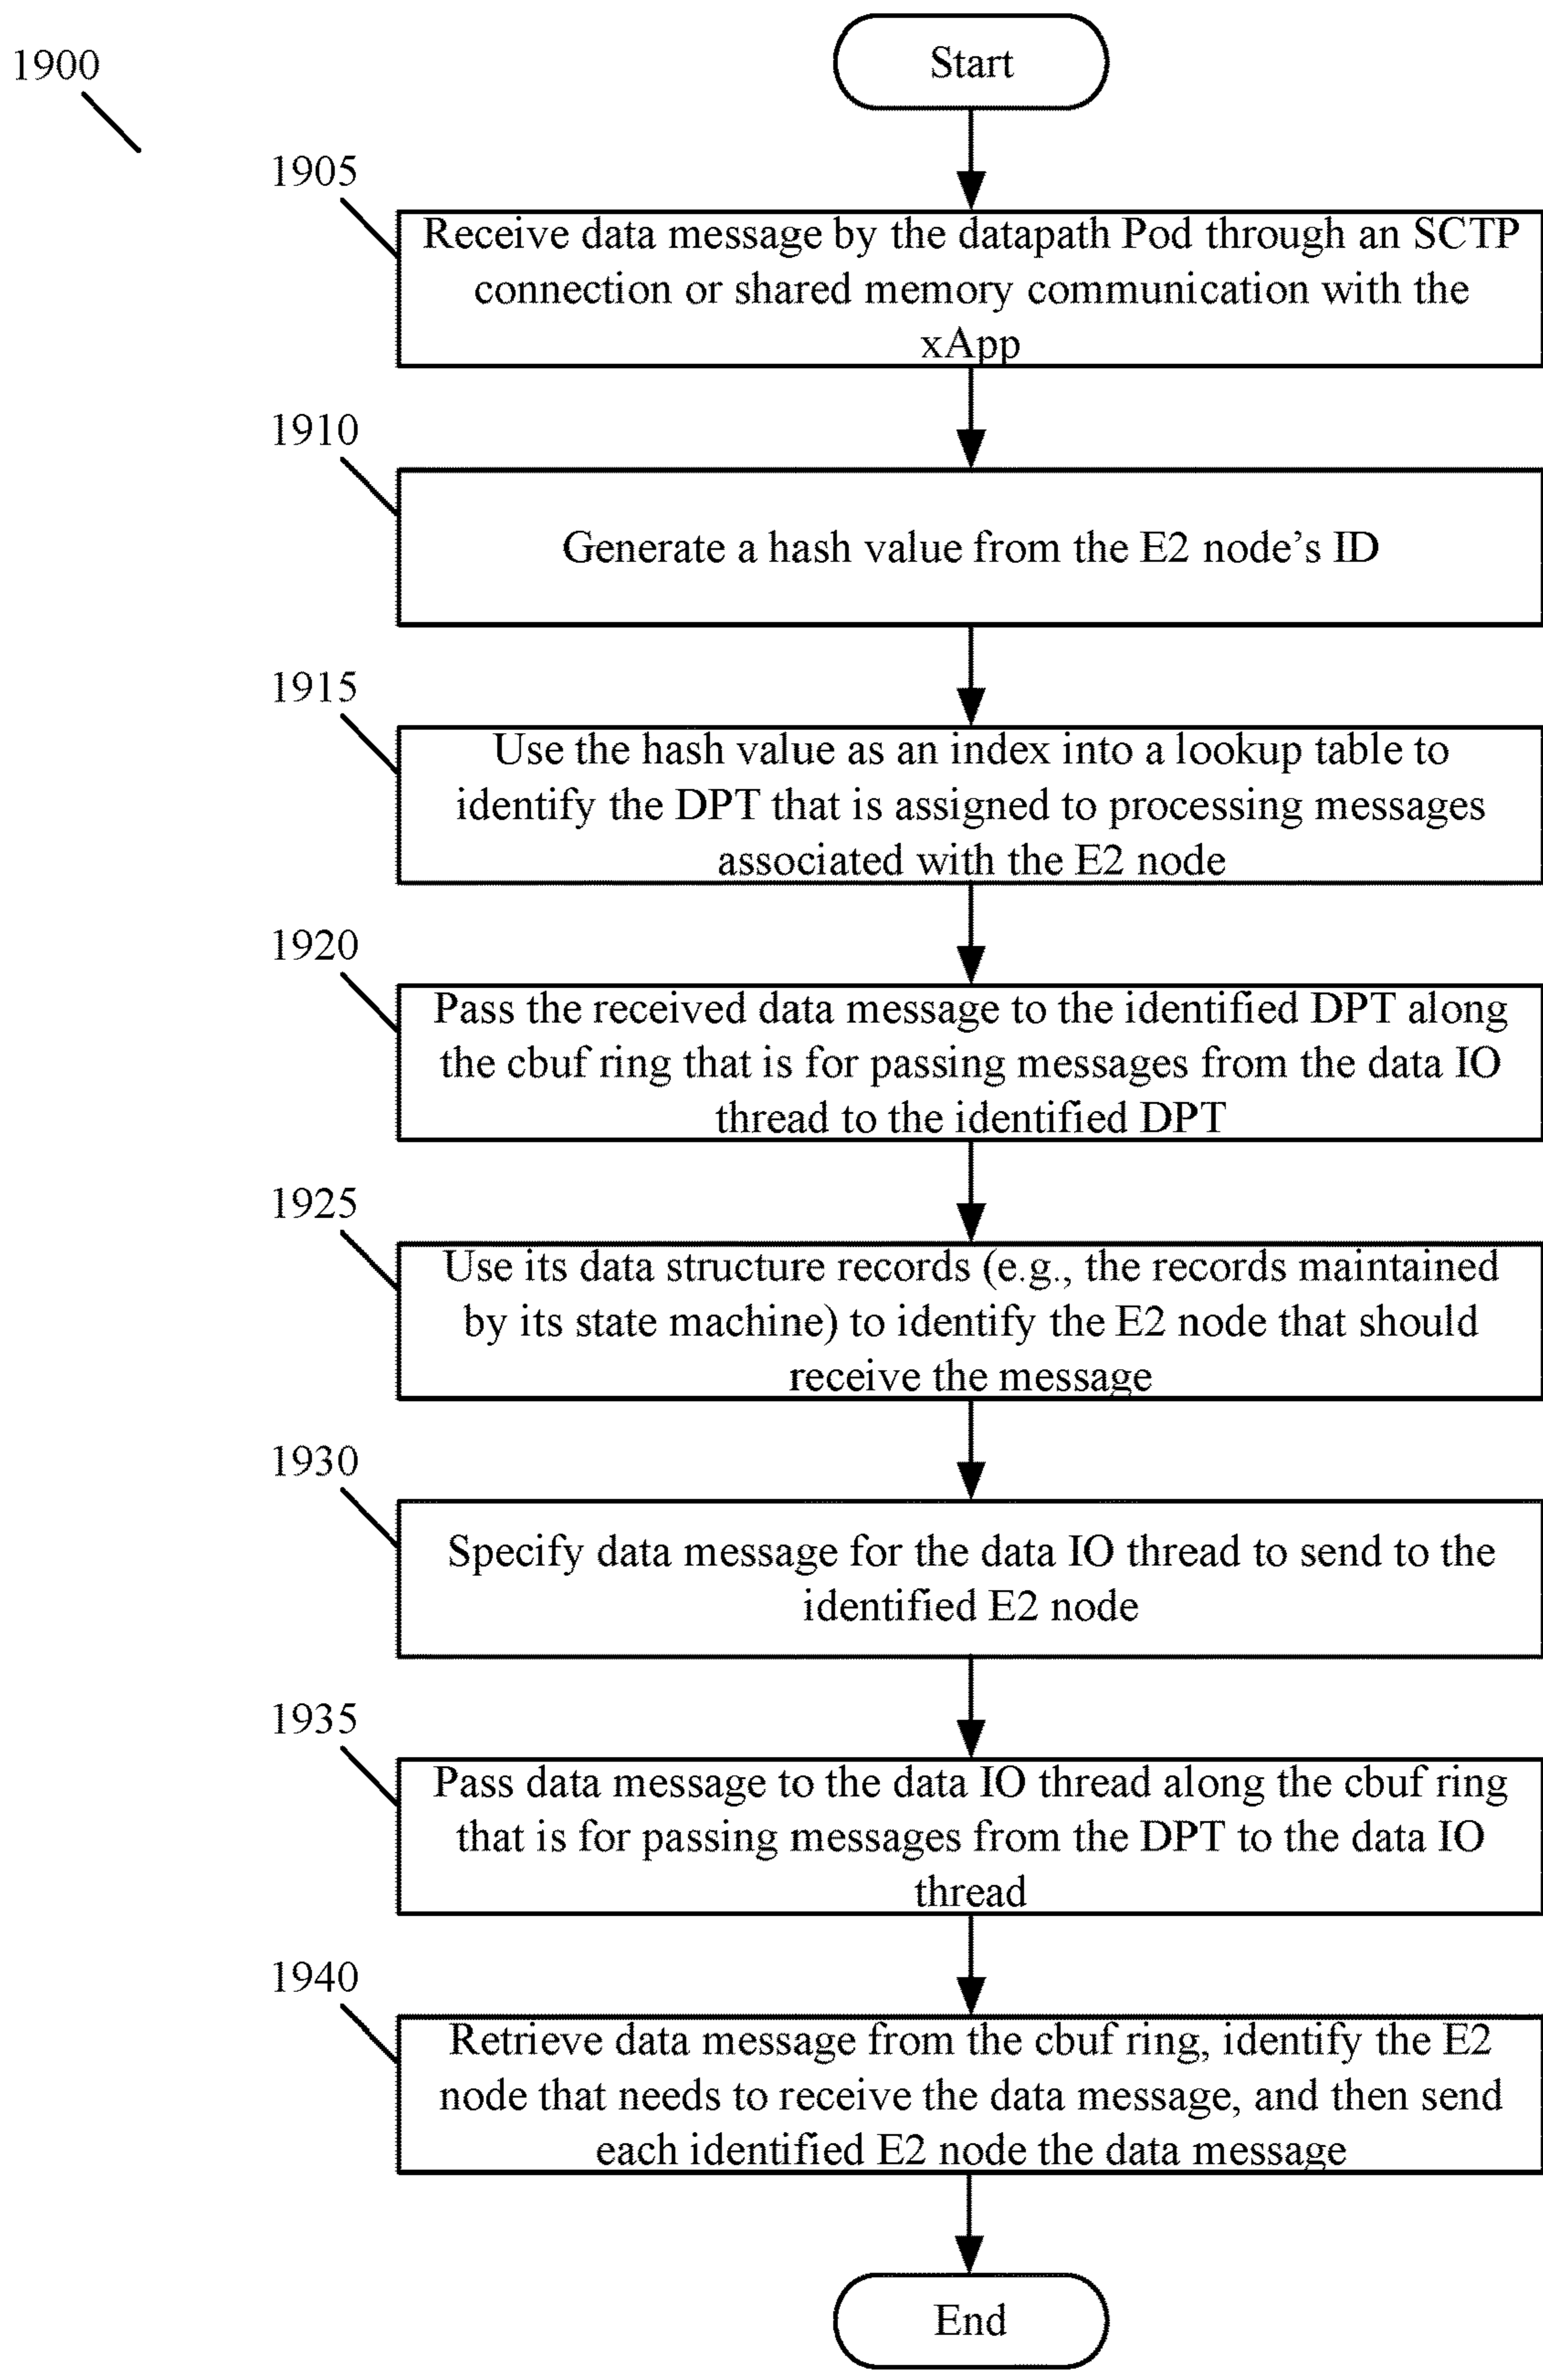 1900
Start
1905
Receive data message by the datapath Pod through an SCTP
connection or shared memory communication with the
xApp
1910
Generate a hash value from the E2 node’s ID
1915
Use the hash value as an index into a lookup table to
identify the DPT that is assigned to processing messages
associated with the E2 node
1920
Pass the received data message to the identified DPT along
the cbuf ring that is for passing messages from the data IO
thread to the identified DPT
1925
Use its data structure records (e.g., the records maintained
by its state machine) to identify the E2 node that should
receive the message
1930
Specify data message for the data IO thread to send to the
identified E2 node
1935
Pass data message to the data IO thread along the cbuf ring
that is for passing messages from the DPT to the data IO
thread
1940
Retrieve data message from the cbuf ring, identify the E2
node that needs to receive the data message, and then send
each identified E2 node the data message
End